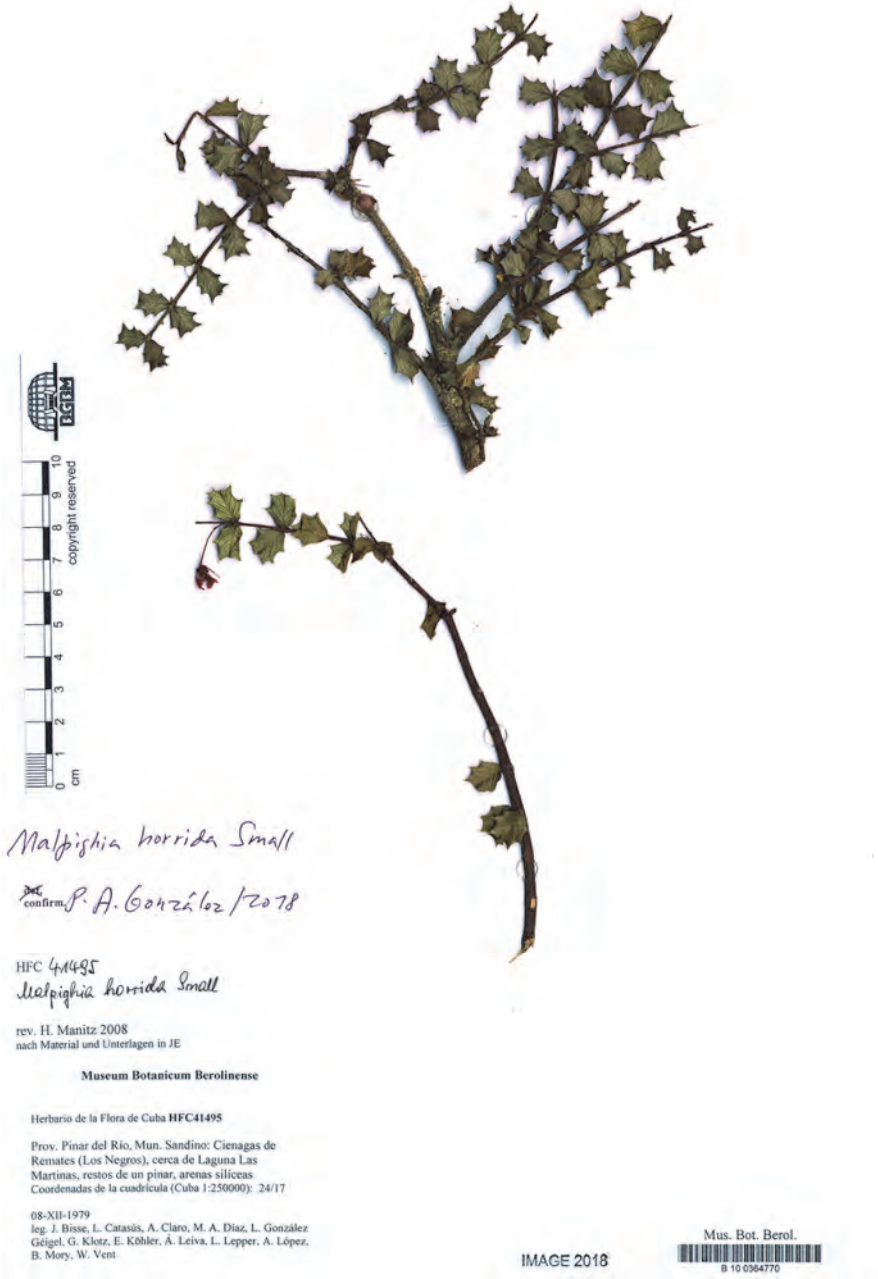 BGBM
copyright reserved
10
9
8
7
6
5
4
3
2
1
0
cm
Malpighia horrida Small
det.
confirm. P. A. González/2018
HFC 41495
Malpighia horrida Small
rev. H. Manitz 2008
nach Material und Unterlagen in JE
Museum Botanicum Berolinense
Herbario de la Flora de Cuba HFC41495
Prov. Pinar del Río, Mun. Sandino: Cienagas de
Remates (Los Negros), cerca de Laguna Las
Martinas, restos de un pinar, arenas silíceas
Coordenadas de la cuadrícula (Cuba 1:250000): 24/17
08-XII-1979
leg. J. Bisse, L. Catasús, A. Claro, M. A. Díaz, L. González
Géigel, G. Klotz, E. Köhler, Á. Leiva, L. Lepper, A. López,
B. Mory, W. Vent
IMAGE 2018
Mus. Bot. Berol.
B 10 0364770